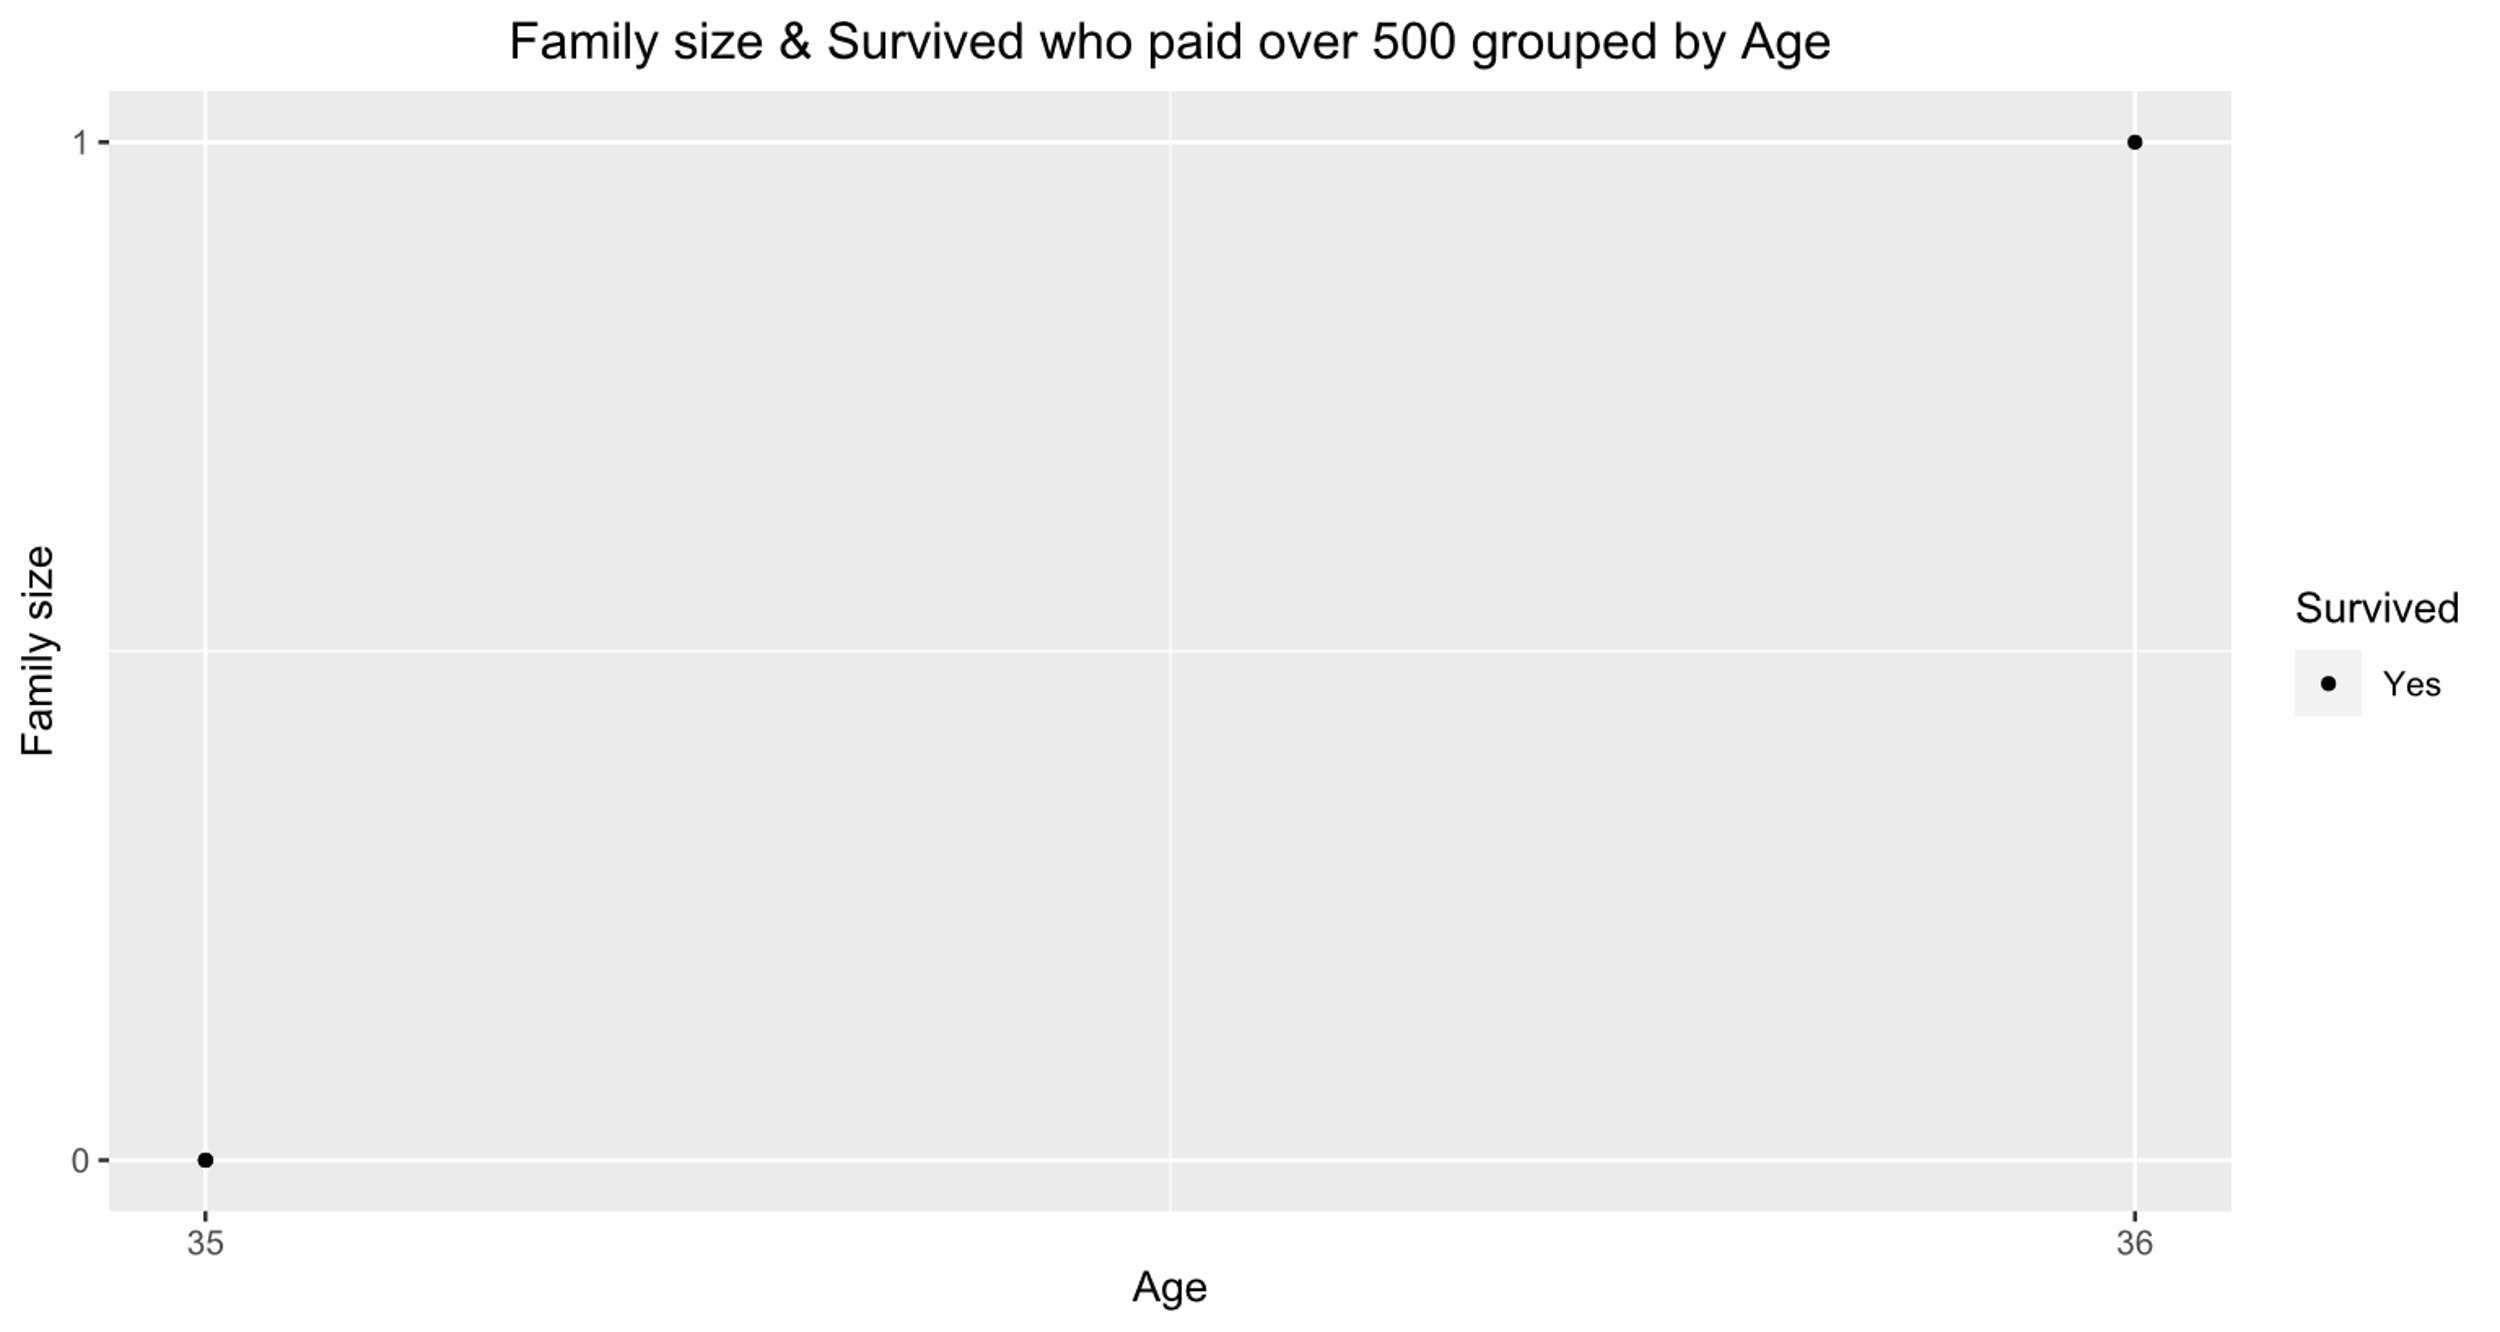 Family size & Survived who paid over 500 grouped by Age
1
0
Family size
35
36
Age
Survived
Yes